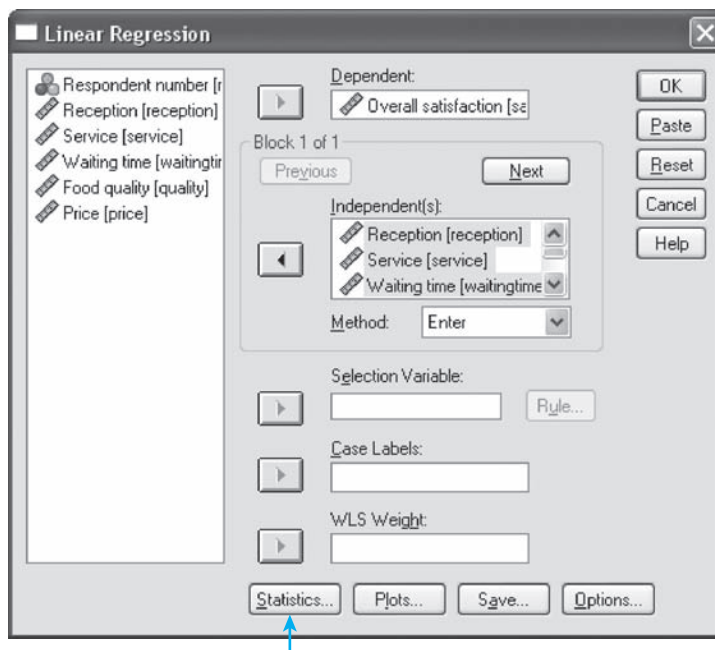 Linear Regression
Respondent number [r
Reception [reception]
Service [service]
Waiting time [waitingtir
Food quality [quality]
Price [price]
Dependent:
Overall satisfaction [sa
Block 1 of 1
Previous
Next
Independent(s):
Reception [reception]
Service [service]
Waiting time [waitingtime
Method:
Enter
Selection Variable:
Rule...
Case Labels:
WLS Weight:
Statistics...
Plots...
Save...
Options...
OK
Paste
Reset
Cancel
Help